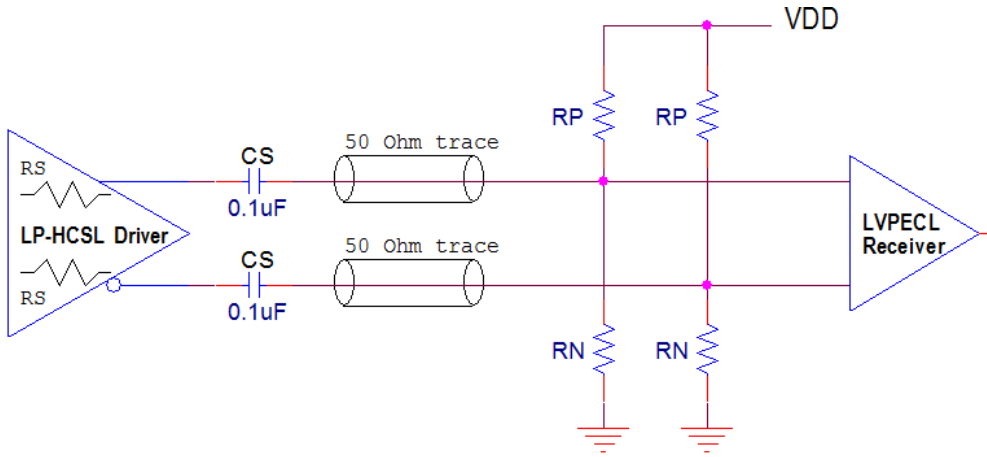 VDD
RP
RP
50 Ohm trace
CS
0.1uF
RS
LP-HCSL Driver
RS
LVPECL
Receiver
50 Ohm trace
CS
0.1uF
RN
RN